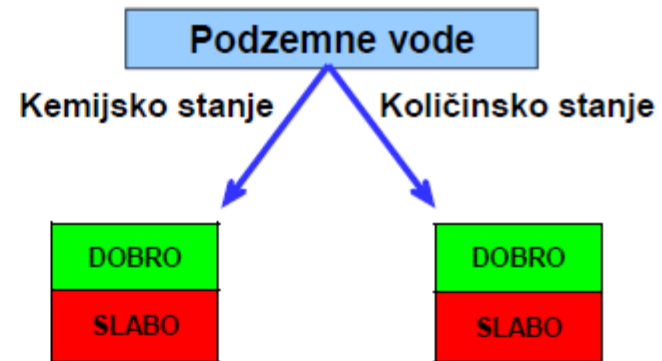 Podzemne vode
Kemijsko stanje
Količinsko stanje
DOBRO
SLABO
DOBRO
SLABO